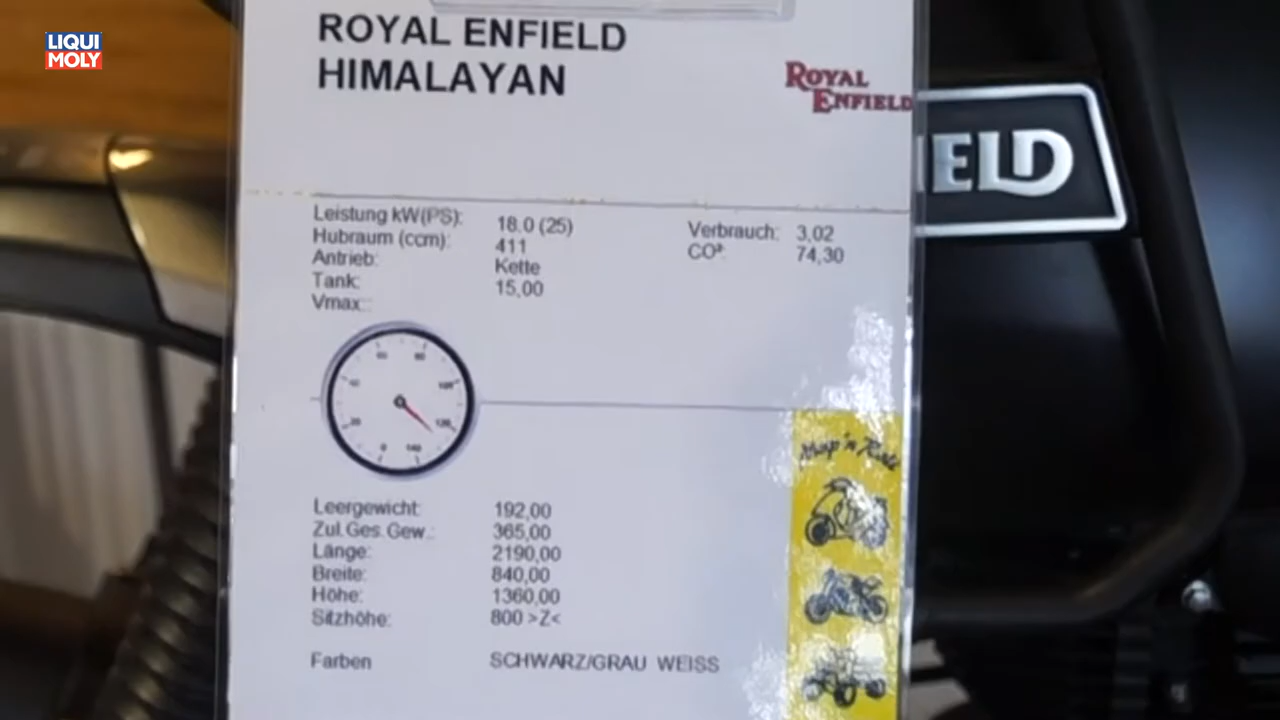 LIQUI
MOLY
ROYAL ENFIELD
HIMALAYAN
ROYAL
ENFIELD
ELD
Leistung kW(PS): 18.0 (25)
Hubraum (ccm): 411
Antrieb: Kette
Tank: 15,00
Vmax.:
Verbrauch: 3,02
CO²: 74,30
Leergewicht: 192,00
Zul.Ges.Gew.: 365,00
Länge: 2190,00
Breite: 840,00
Höhe: 1360,00
Sitzhöhe: 800 >Z<
Farben SCHWARZ/GRAU WEISS